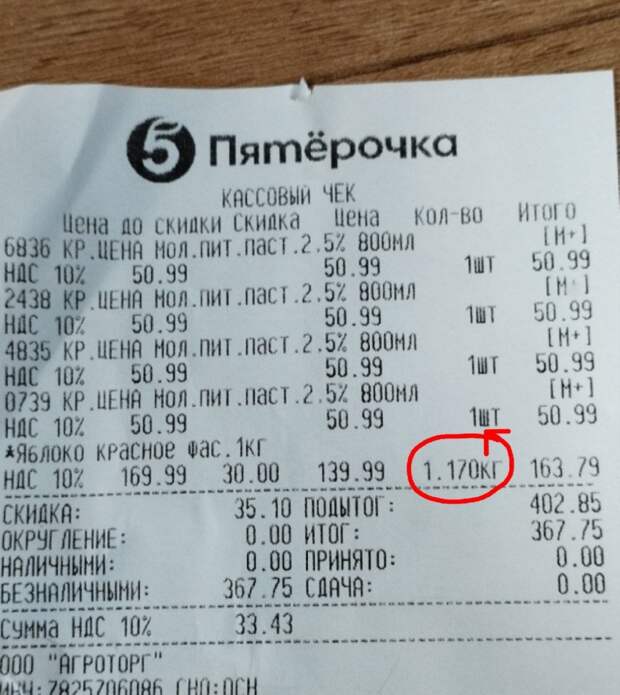 5 Пятёрочка
КАССОВЫЙ ЧЕК
Цена до скидки Скидка Цена Кол-во Итого
6836 КР.ЦЕНА МОЛ.ПИТ.ПАСТ.2.5% 800МЛ [М+]
НДС 10% 50.99 50.99 1ШТ 50.99
2438 КР.ЦЕНА МОЛ.ПИТ.ПАСТ.2.5% 800МЛ [М+]
НДС 10% 50.99 50.99 1ШТ 50.99
4835 КР.ЦЕНА МОЛ.ПИТ.ПАСТ.2.5% 800МЛ [М+]
НДС 10% 50.99 50.99 1ШТ 50.99
0739 КР.ЦЕНА МОЛ.ПИТ.ПАСТ.2.5% 800МЛ [М+]
НДС 10% 50.99 50.99 1ШТ 50.99
*Яблоко красное фас.1кг
НДС 10% 169.99 30.00 139.99 1.170КГ 163.79
СКИДКА: 35.10 ПОДЫТОГ: 402.85
ОКРУГЛЕНИЕ: 0.00 ИТОГ: 367.75
НАЛИЧНЫМИ: 0.00 ПРИНЯТО: 0.00
БЕЗНАЛИЧНЫМИ: 367.75 СДАЧА: 0.00
Сумма НДС 10% 33.43
ООО "АГРОТОРГ"
ИНН:7825706086 СНО:ОСН